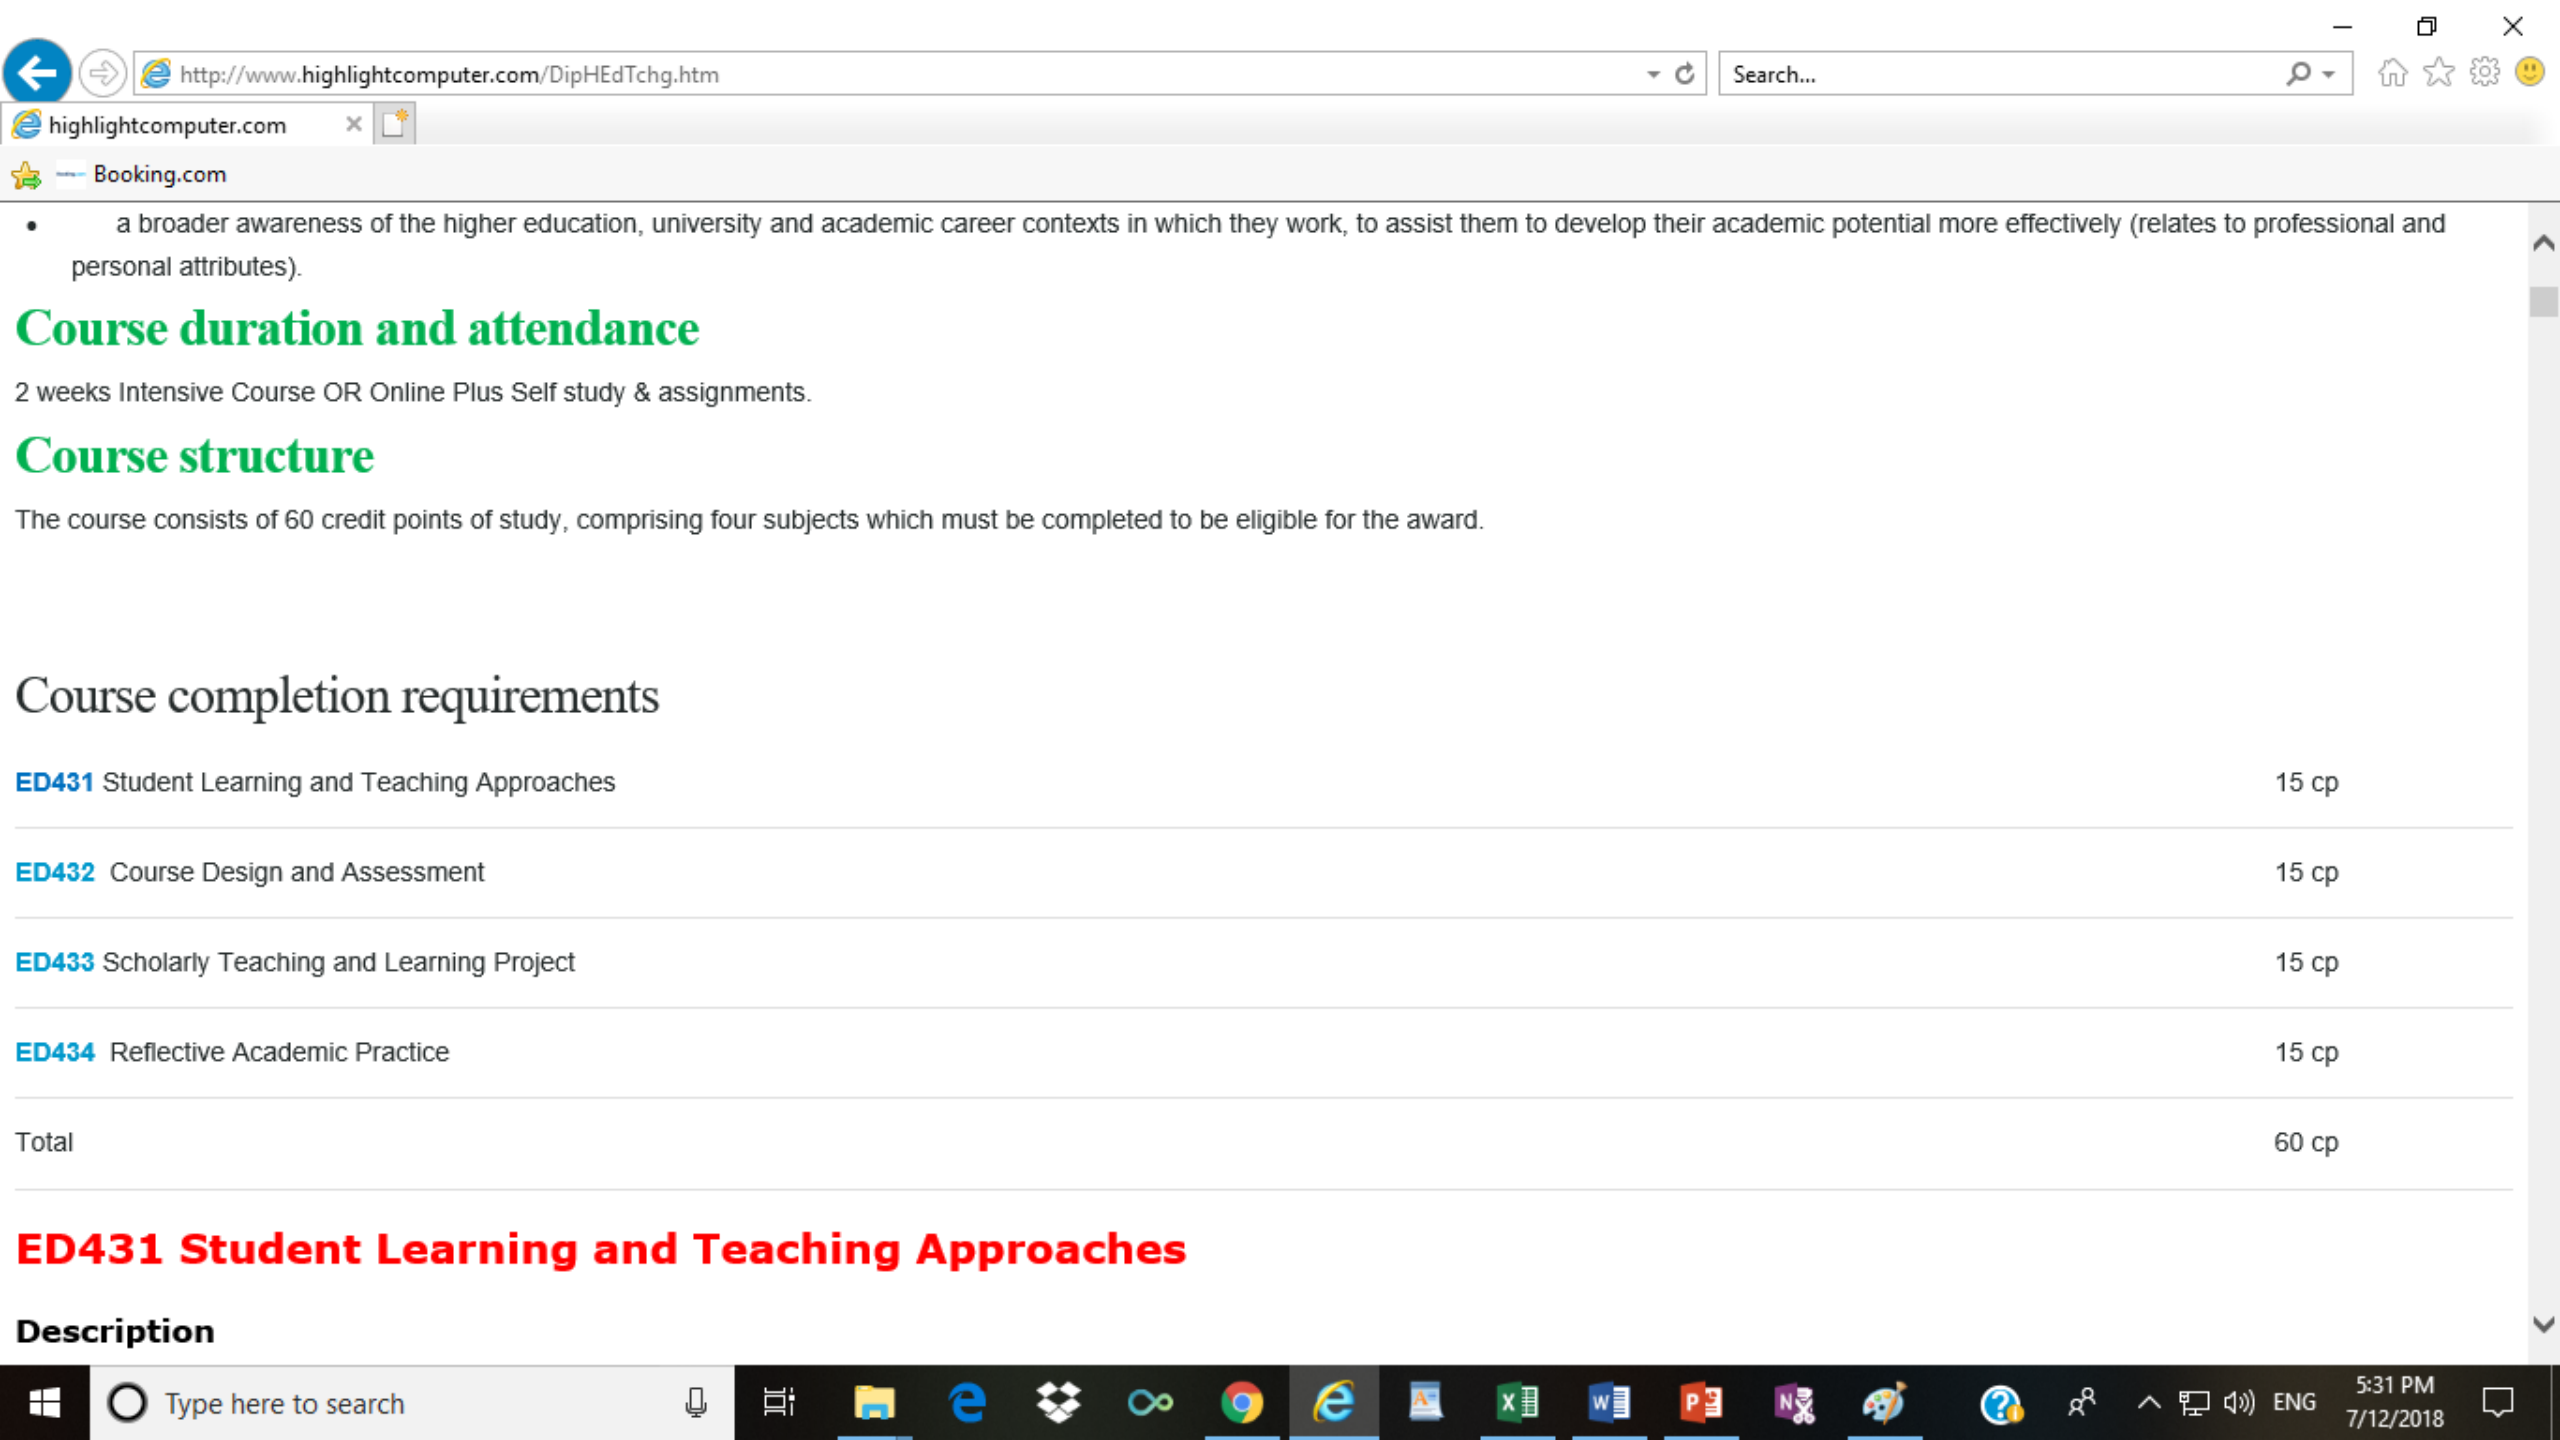 http://www.highlightcomputer.com/DipHEdTchg.htm
Search...
highlightcomputer.com
Booking.com
• a broader awareness of the higher education, university and academic career contexts in which they work, to assist them to develop their academic potential more effectively (relates to professional and
personal attributes).
Course duration and attendance
2 weeks Intensive Course OR Online Plus Self study & assignments.
Course structure
The course consists of 60 credit points of study, comprising four subjects which must be completed to be eligible for the award.
Course completion requirements
ED431 Student Learning and Teaching Approaches 15 cp
ED432 Course Design and Assessment 15 cp
ED433 Scholarly Teaching and Learning Project 15 cp
ED434 Reflective Academic Practice 15 cp
Total 60 cp
ED431 Student Learning and Teaching Approaches
Description
Type here to search
ENG
5:31 PM
7/12/2018